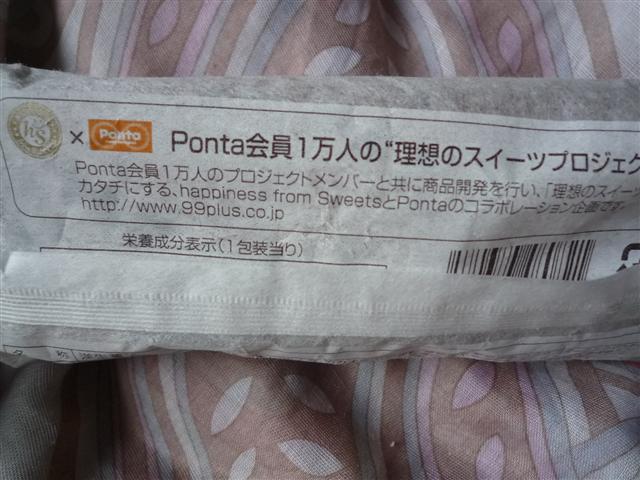 hs × Ponta Ponta会員1万人の“理想のスイーツプロジェク
Ponta会員1万人のプロジェクトメンバーと共に商品開発を行い、「理想のスイー
カタチにする、happiness from SweetsとPontaのコラボレーション企画です
http://www.99plus.co.jp
栄養成分表示(1包装当り)
称